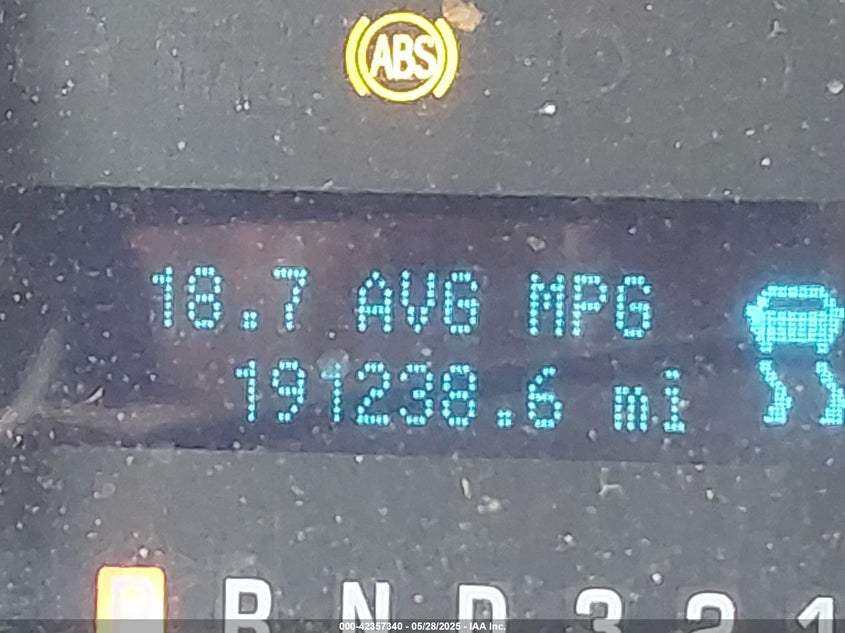 ABS
18.7 AVG MPG
191238.6 mi
P R N D 3 2 1
000-42357340 - 05/28/2025 - IAA Inc.